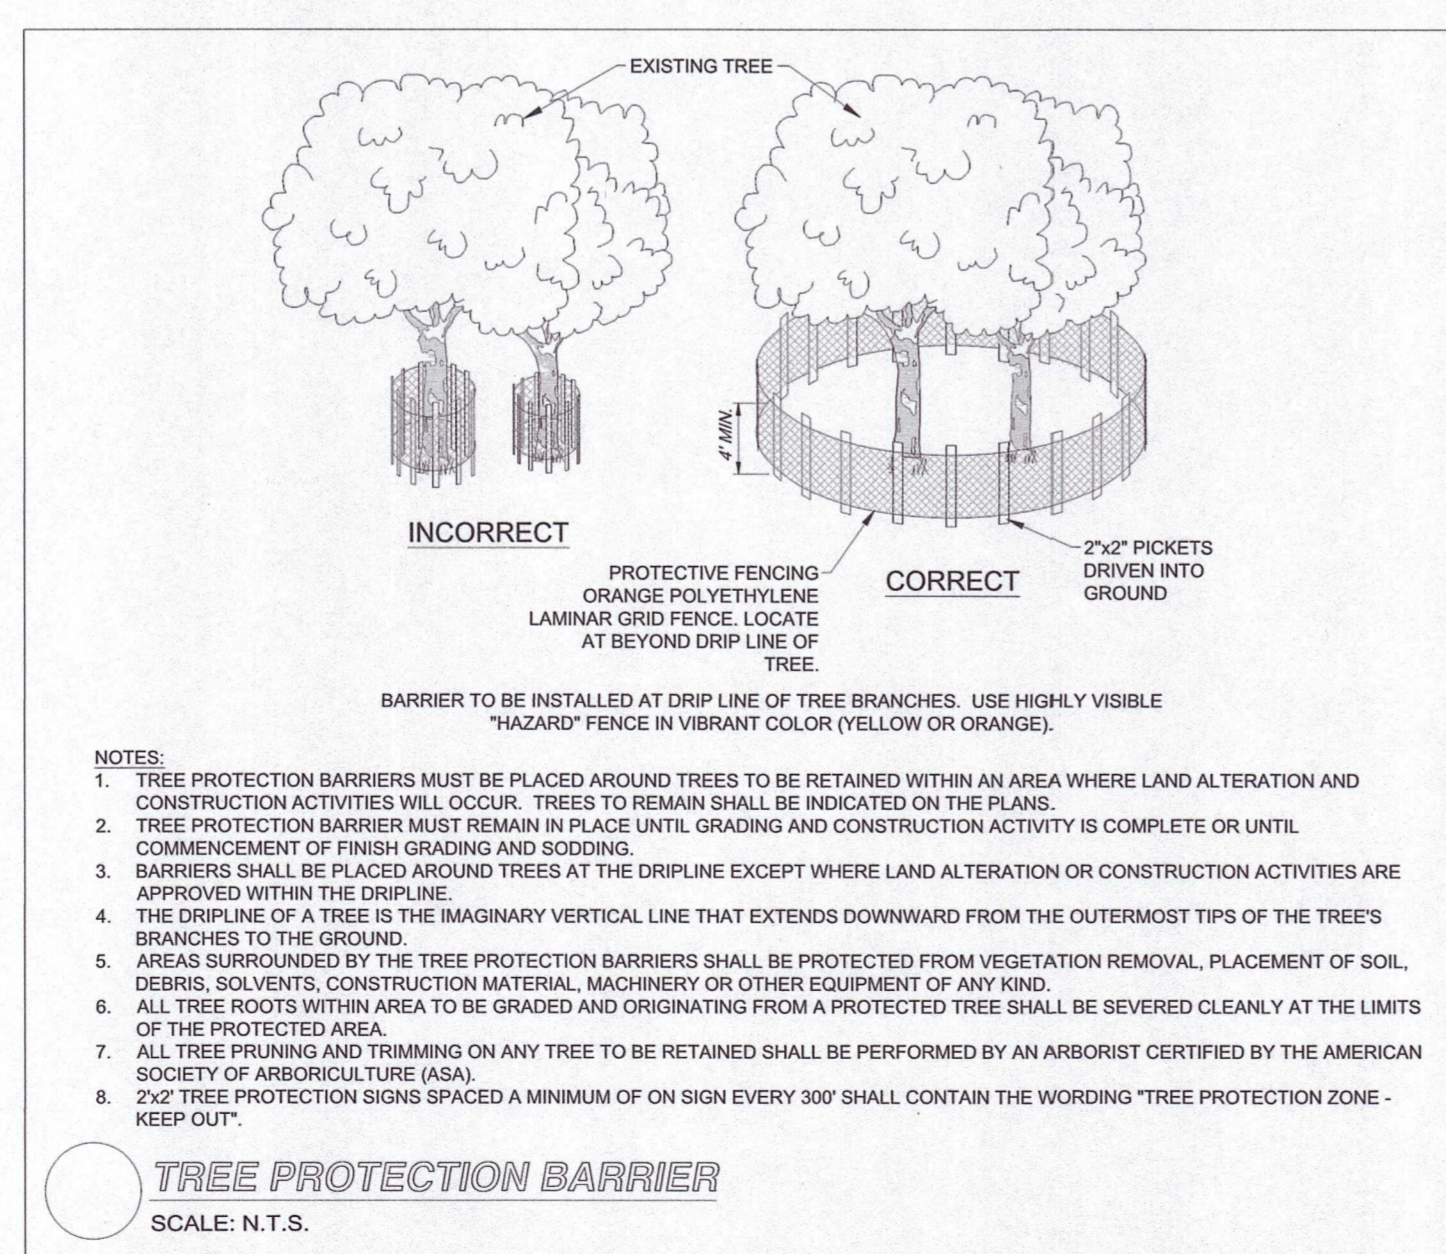 EXISTING TREE
4' MIN.
INCORRECT
PROTECTIVE FENCING
ORANGE POLYETHYLENE
LAMINAR GRID FENCE. LOCATE
AT BEYOND DRIP LINE OF
TREE.
CORRECT
2"x2" PICKETS
DRIVEN INTO
GROUND
BARRIER TO BE INSTALLED AT DRIP LINE OF TREE BRANCHES. USE HIGHLY VISIBLE
"HAZARD" FENCE IN VIBRANT COLOR (YELLOW OR ORANGE).
NOTES:
1. TREE PROTECTION BARRIERS MUST BE PLACED AROUND TREES TO BE RETAINED WITHIN AN AREA WHERE LAND ALTERATION AND
CONSTRUCTION ACTIVITIES WILL OCCUR. TREES TO REMAIN SHALL BE INDICATED ON THE PLANS.
2. TREE PROTECTION BARRIER MUST REMAIN IN PLACE UNTIL GRADING AND CONSTRUCTION ACTIVITY IS COMPLETE OR UNTIL
COMMENCEMENT OF FINISH GRADING AND SODDING.
3. BARRIERS SHALL BE PLACED AROUND TREES AT THE DRIPLINE EXCEPT WHERE LAND ALTERATION OR CONSTRUCTION ACTIVITIES ARE
APPROVED WITHIN THE DRIPLINE.
4. THE DRIPLINE OF A TREE IS THE IMAGINARY VERTICAL LINE THAT EXTENDS DOWNWARD FROM THE OUTERMOST TIPS OF THE TREE'S
BRANCHES TO THE GROUND.
5. AREAS SURROUNDED BY THE TREE PROTECTION BARRIERS SHALL BE PROTECTED FROM VEGETATION REMOVAL, PLACEMENT OF SOIL,
DEBRIS, SOLVENTS, CONSTRUCTION MATERIAL, MACHINERY OR OTHER EQUIPMENT OF ANY KIND.
6. ALL TREE ROOTS WITHIN AREA TO BE GRADED AND ORIGINATING FROM A PROTECTED TREE SHALL BE SEVERED CLEANLY AT THE LIMITS
OF THE PROTECTED AREA.
7. ALL TREE PRUNING AND TRIMMING ON ANY TREE TO BE RETAINED SHALL BE PERFORMED BY AN ARBORIST CERTIFIED BY THE AMERICAN
SOCIETY OF ARBORICULTURE (ASA).
8. 2'x2' TREE PROTECTION SIGNS SPACED A MINIMUM OF ON SIGN EVERY 300' SHALL CONTAIN THE WORDING "TREE PROTECTION ZONE -
KEEP OUT".
TREE PROTECTION BARRIER
SCALE: N.T.S.